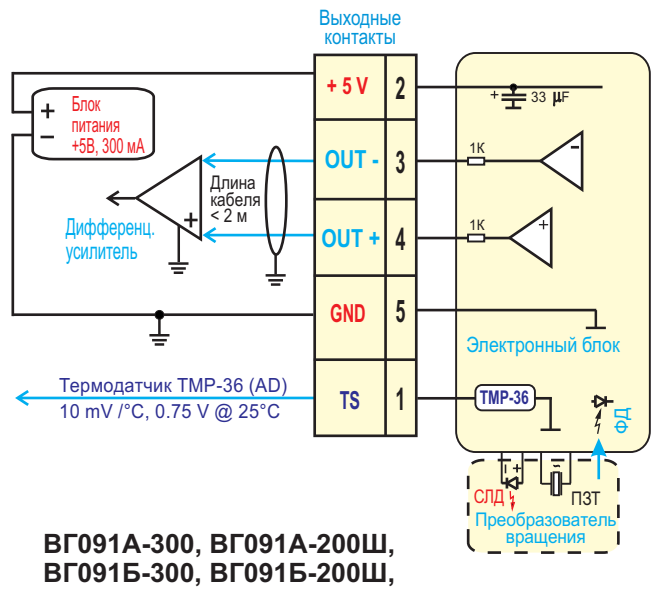 Выходные
контакты
+ 5 V
2
+ 33 µF
+
−
Блок
питания
+5В, 300 мА
OUT -
3
1К
-
Длина
кабеля
< 2 м
+
Дифференц.
усилитель
OUT +
4
1К
+
GND
5
Электронный блок
Термодатчик TMP-36 (AD)
10 mV /°C, 0.75 V @ 25°C
TS
1
TMP-36
ФД
- +
~
СЛД
ПЗТ
Преобразователь
вращения
ВГ091А-300, ВГ091А-200Ш,
ВГ091Б-300, ВГ091Б-200Ш,